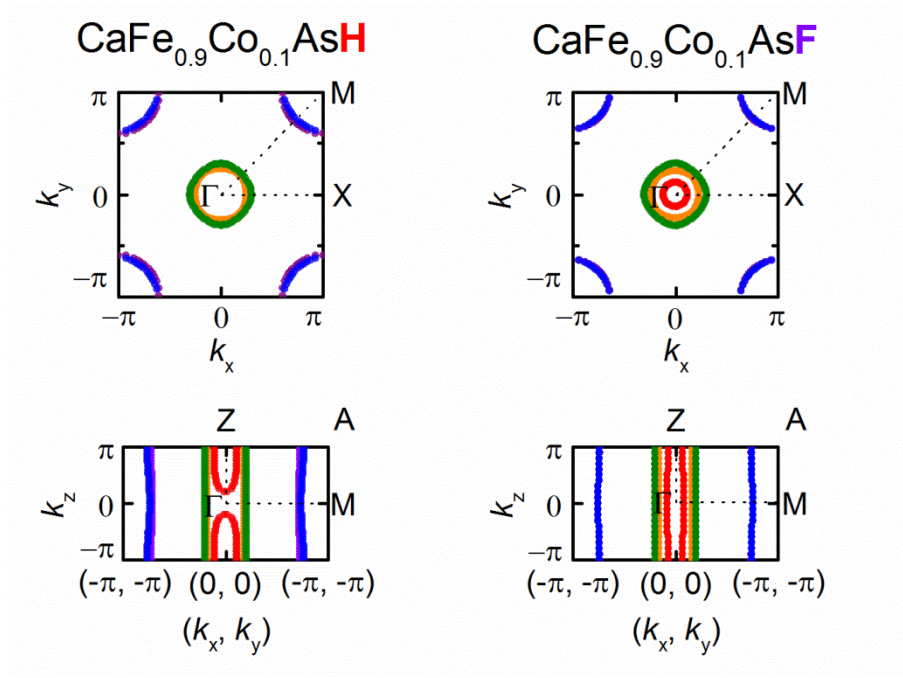 CaFe0.9Co0.1AsH
π
M
ky
0
Γ
X
−π
−π
0
π
kx
CaFe0.9Co0.1AsF
π
M
ky
0
Γ
X
−π
−π
0
π
kx
Z
A
π
kz
0
Γ
M
−π
(-π, -π) (0, 0) (-π, -π)
(kx, ky)
Z
A
π
kz
0
Γ
M
−π
(-π, -π) (0, 0) (-π, -π)
(kx, ky)